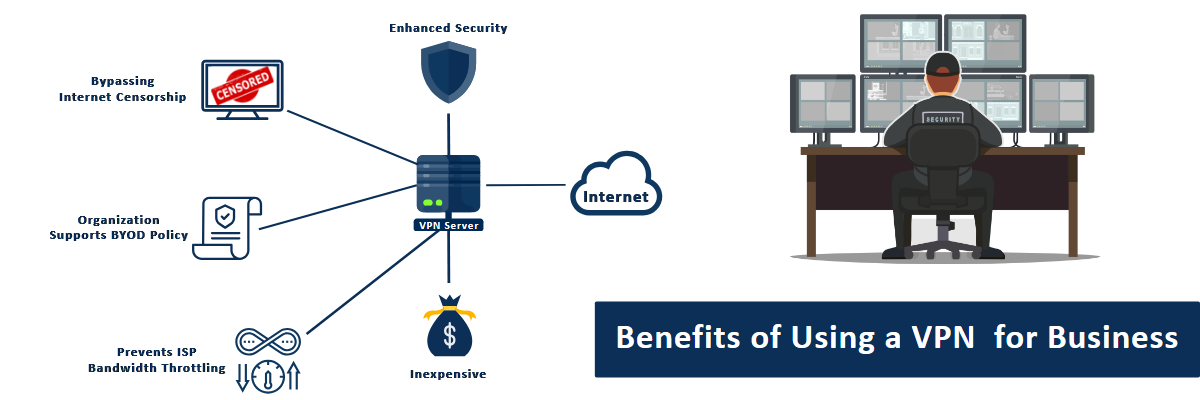 Enhanced Security
Bypassing
Internet Censorship
CENSORED
Organization
Supports BYOD Policy
VPN Server
Internet
Prevents ISP
Bandwidth Throttling
$
Inexpensive
SECURITY
Benefits of Using a VPN  for Business